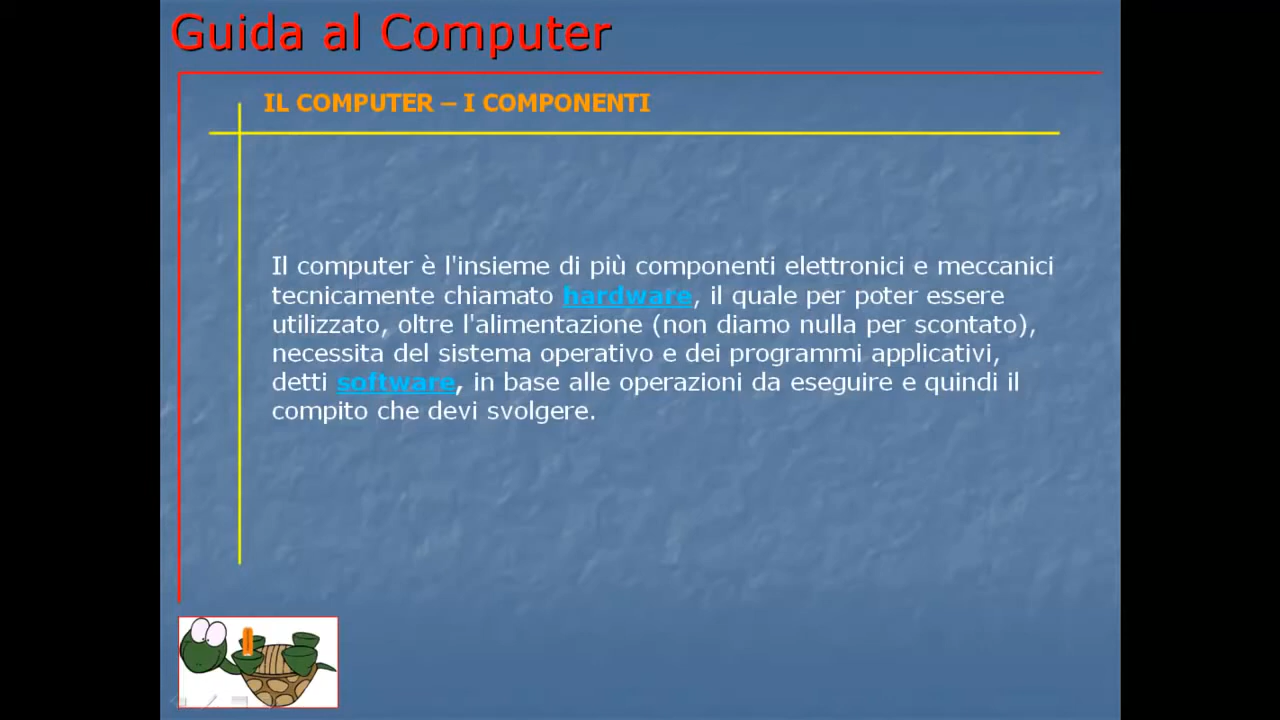 Guida al Computer
IL COMPUTER – I COMPONENTI
Il computer è l'insieme di più componenti elettronici e meccanici
tecnicamente chiamato hardware, il quale per poter essere
utilizzato, oltre l'alimentazione (non diamo nulla per scontato),
necessita del sistema operativo e dei programmi applicativi,
detti software, in base alle operazioni da eseguire e quindi il
compito che devi svolgere.